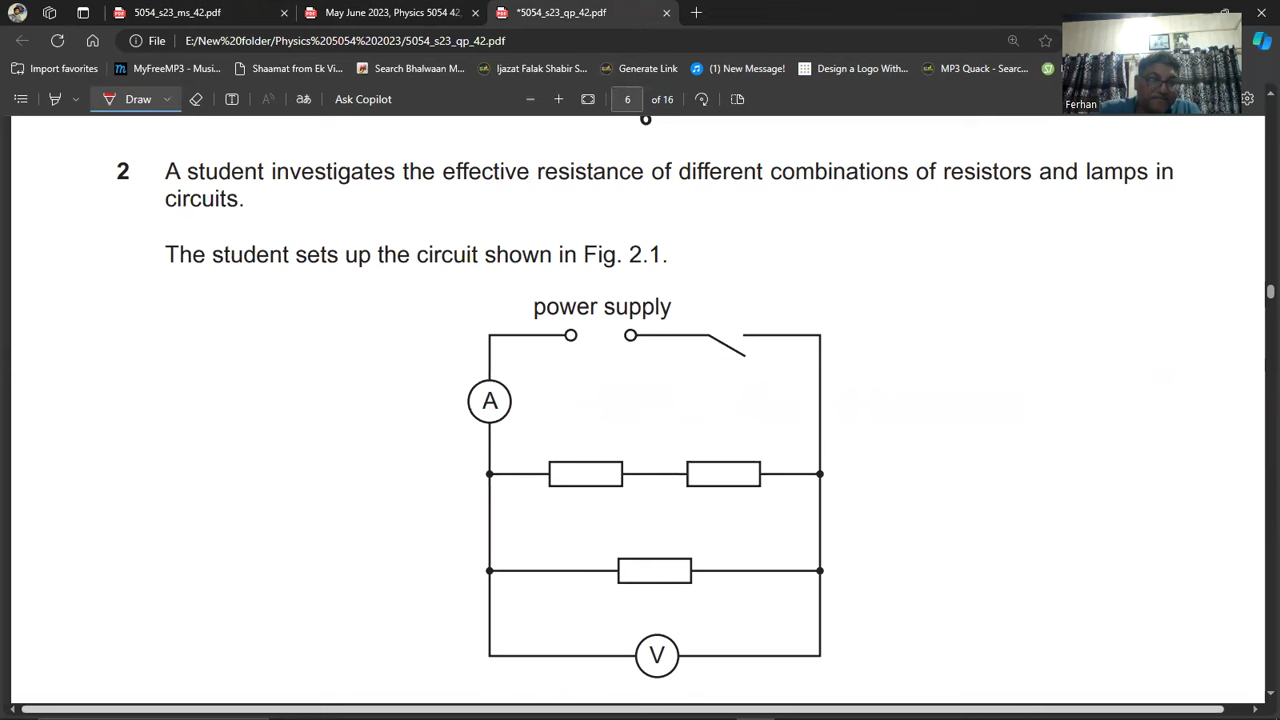 5054_s23_ms_42.pdf
May June 2023, Physics 5054 42,
*5054_s23_qp_42.pdf
File
E:/New%20folder/Physics%205054%202023/5054_s23_qp_42.pdf
Import favorites
MyFreeMP3 - Musi...
Shamat from Ek Vi...
Search Bhalwaan M...
Ijazat Falak Shabir S...
Generate Link
(1) New Message!
Design a Logo With...
MP3 Quack - Searc...
Ferhan
Draw
aあ
Ask Copilot
6 of 16
6
2 A student investigates the effective resistance of different combinations of resistors and lamps in
circuits.
The student sets up the circuit shown in Fig. 2.1.
power supply
A
V